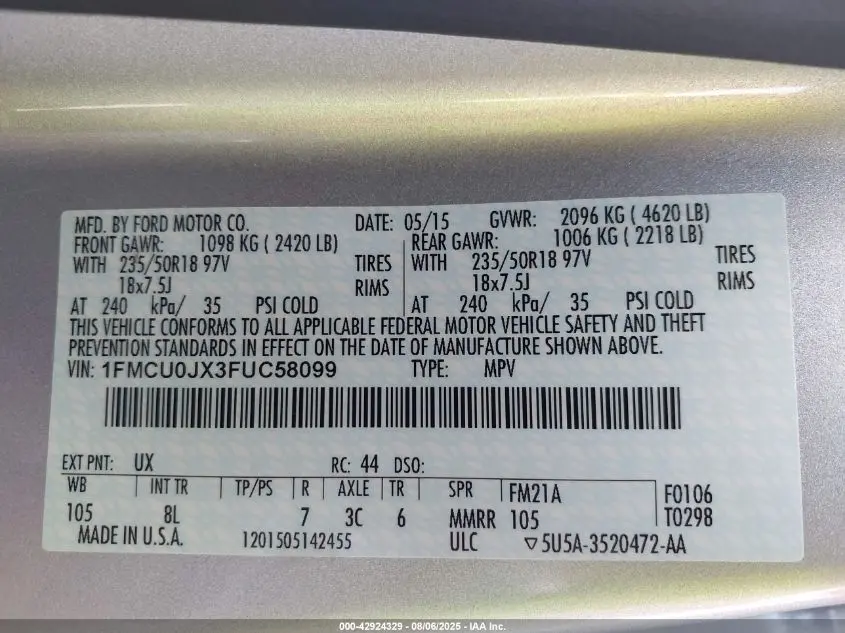 MFD. BY FORD MOTOR CO. DATE: 05/15 GVWR: 2096 KG ( 4620 LB)
FRONT GAWR: 1098 KG ( 2420 LB) REAR GAWR: 1006 KG ( 2218 LB)
WITH 235/50R18 97V TIRES WITH 235/50R18 97V TIRES
18x7.5J RIMS 18x7.5J RIMS
AT 240 kPa/ 35 PSI COLD AT 240 kPa/ 35 PSI COLD
THIS VEHICLE CONFORMS TO ALL APPLICABLE FEDERAL MOTOR VEHICLE SAFETY AND THEFT
PREVENTION STANDARDS IN EFFECT ON THE DATE OF MANUFACTURE SHOWN ABOVE.
VIN: 1FMCU0JX3FUC58099 TYPE: MPV
EXT PNT: UX RC: 44 DSO:
WB INT TR TP/PS R AXLE TR SPR FM21A F0106
105 8L 7 3C 6 MMRR 105 T0298
MADE IN U.S.A. 1201505142455 ULC ▽5U5A-3520472-AA
000-42924329 - 08/06/2025 - IAA Inc.